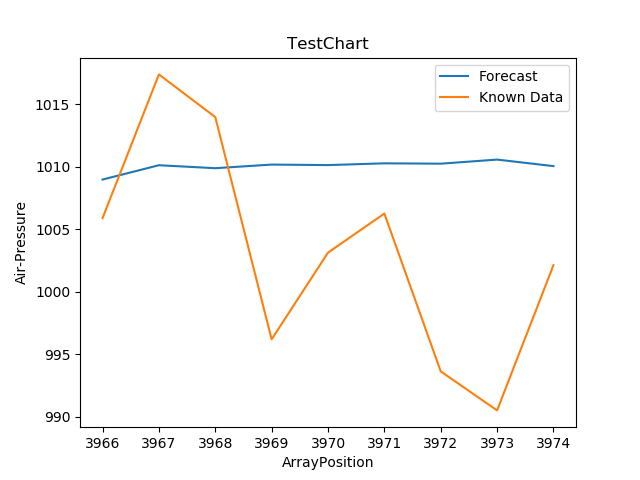 TestChart
Forecast
Known Data
Air-Pressure
1015
1010
1005
1000
995
990
3966 3967 3968 3969 3970 3971 3972 3973 3974
ArrayPosition